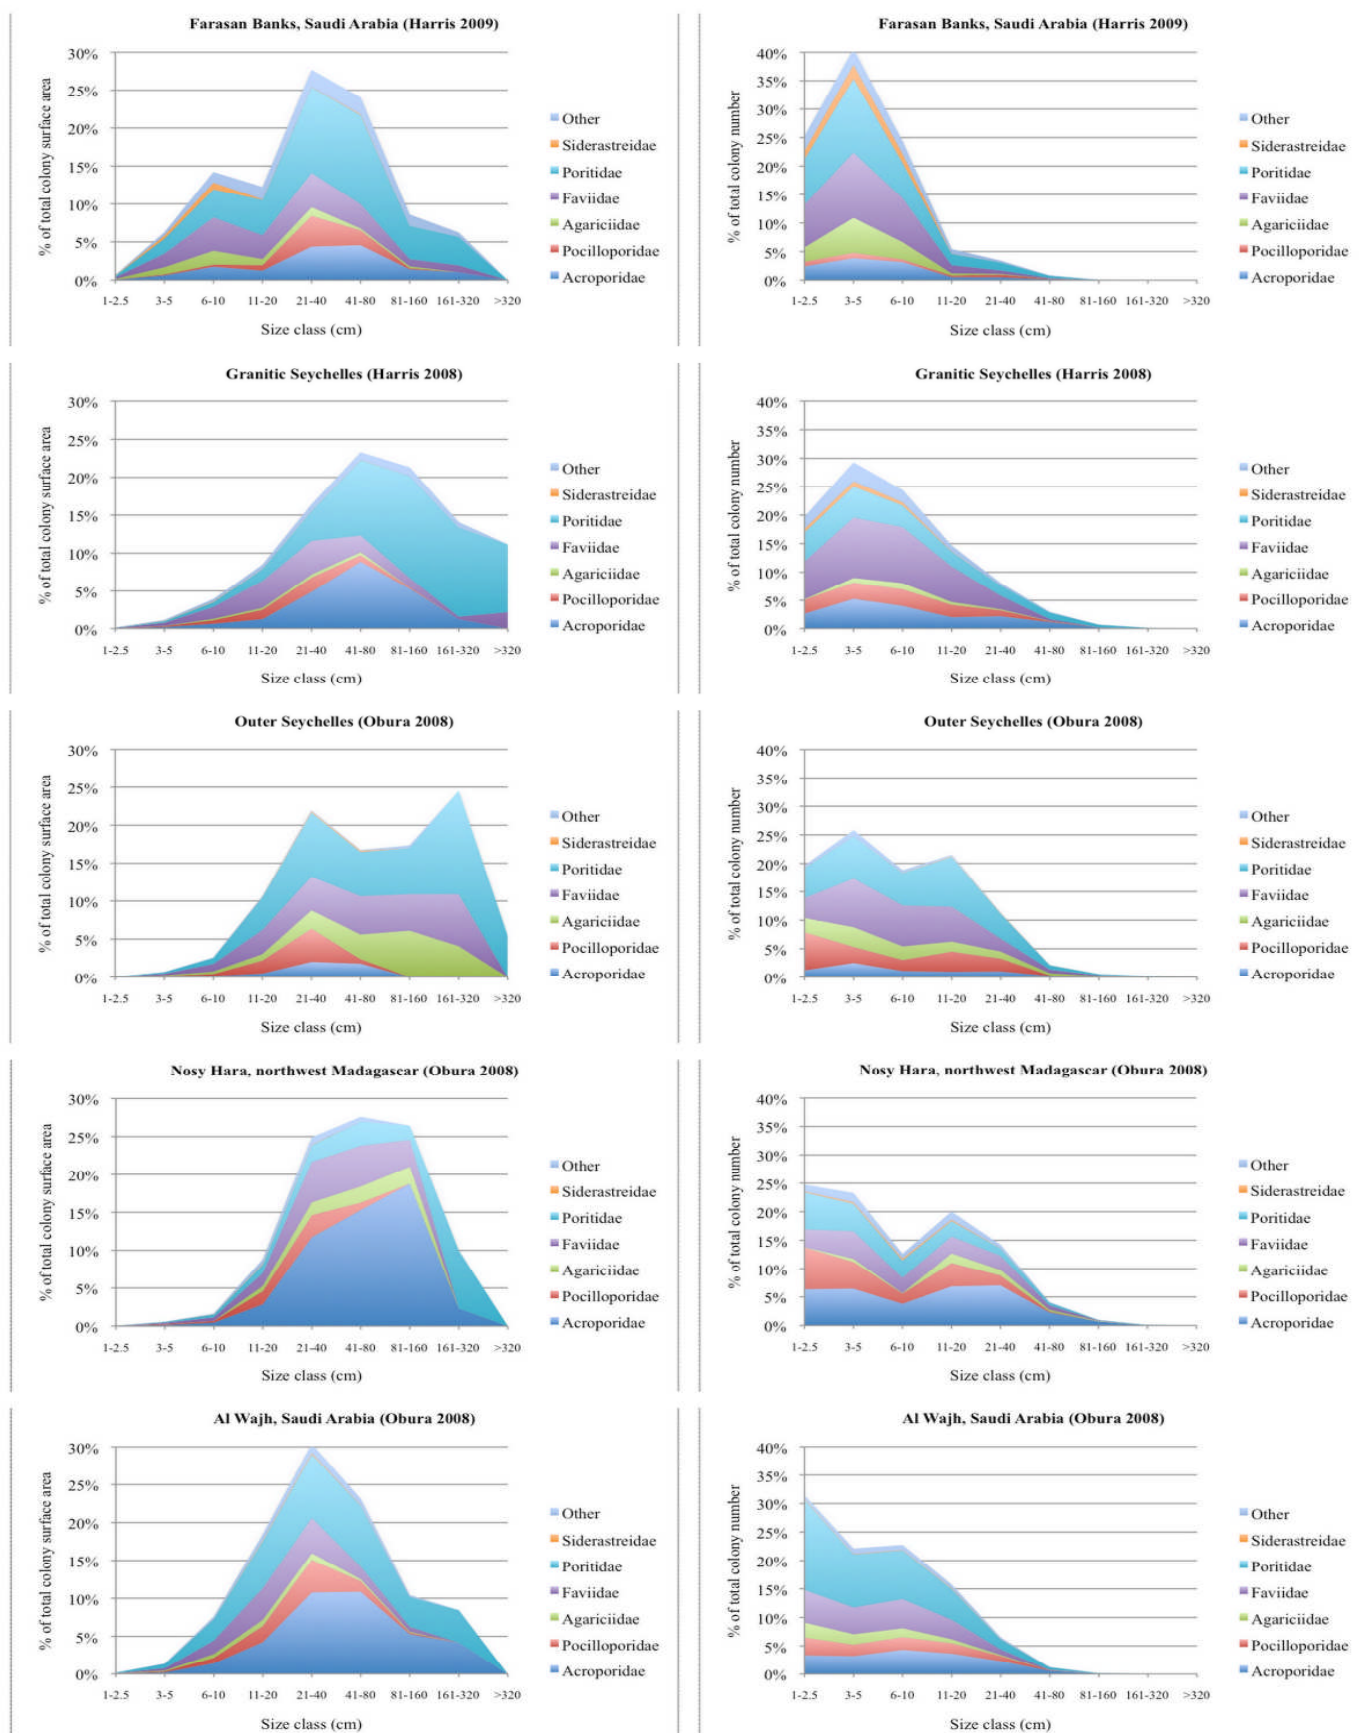 Farasan Banks, Saudi Arabia (Harris 2009)
% of total colony surface area
30%
25%
20%
15%
10%
5%
0%
1-2.5 3-5 6-10 11-20 21-40 41-80 81-160 161-320 >320
Size class (cm)
Other
Siderastreidae
Poritidae
Faviidae
Agariciidae
Pocilloporidae
Acroporidae
Farasan Banks, Saudi Arabia (Harris 2009)
% of total colony number
40%
35%
30%
25%
20%
15%
10%
5%
0%
1-2.5 3-5 6-10 11-20 21-40 41-80 81-160 161-320 >320
Size class (cm)
Other
Siderastreidae
Poritidae
Faviidae
Agariciidae
Pocilloporidae
Acroporidae
Granitic Seychelles (Harris 2008)
% of total colony surface area
30%
25%
20%
15%
10%
5%
0%
1-2.5 3-5 6-10 11-20 21-40 41-80 81-160 161-320 >320
Size class (cm)
Other
Siderastreidae
Poritidae
Faviidae
Agariciidae
Pocilloporidae
Acroporidae
Granitic Seychelles (Harris 2008)
% of total colony number
40%
35%
30%
25%
20%
15%
10%
5%
0%
1-2.5 3-5 6-10 11-20 21-40 41-80 81-160 161-320 >320
Size class (cm)
Other
Siderastreidae
Poritidae
Faviidae
Agariciidae
Pocilloporidae
Acroporidae
Outer Seychelles (Obura 2008)
% of total colony surface area
30%
25%
20%
15%
10%
5%
0%
1-2.5 3-5 6-10 11-20 21-40 41-80 81-160 161-320 >320
Size class (cm)
Other
Siderastreidae
Poritidae
Faviidae
Agariciidae
Pocilloporidae
Acroporidae
Outer Seychelles (Obura 2008)
% of total colony number
40%
35%
30%
25%
20%
15%
10%
5%
0%
1-2.5 3-5 6-10 11-20 21-40 41-80 81-160 161-320 >320
Size class (cm)
Other
Siderastreidae
Poritidae
Faviidae
Agariciidae
Pocilloporidae
Acroporidae
Nosy Hara, northwest Madagascar (Obura 2008)
% of total colony surface area
30%
25%
20%
15%
10%
5%
0%
1-2.5 3-5 6-10 11-20 21-40 41-80 81-160 161-320 >320
Size class (cm)
Other
Siderastreidae
Poritidae
Faviidae
Agariciidae
Pocilloporidae
Acroporidae
Nosy Hara, northwest Madagascar (Obura 2008)
% of total colony number
40%
35%
30%
25%
20%
15%
10%
5%
0%
1-2.5 3-5 6-10 11-20 21-40 41-80 81-160 161-320 >320
Size class (cm)
Other
Siderastreidae
Poritidae
Faviidae
Agariciidae
Pocilloporidae
Acroporidae
Al Wajh, Saudi Arabia (Obura 2008)
% of total colony surface area
30%
25%
20%
15%
10%
5%
0%
1-2.5 3-5 6-10 11-20 21-40 41-80 81-160 161-320 >320
Size class (cm)
Other
Siderastreidae
Poritidae
Faviidae
Agariciidae
Pocilloporidae
Acroporidae
Al Wajh, Saudi Arabia (Obura 2008)
% of total colony number
40%
35%
30%
25%
20%
15%
10%
5%
0%
1-2.5 3-5 6-10 11-20 21-40 41-80 81-160 161-320 >320
Size class (cm)
Other
Siderastreidae
Poritidae
Faviidae
Agariciidae
Pocilloporidae
Acroporidae